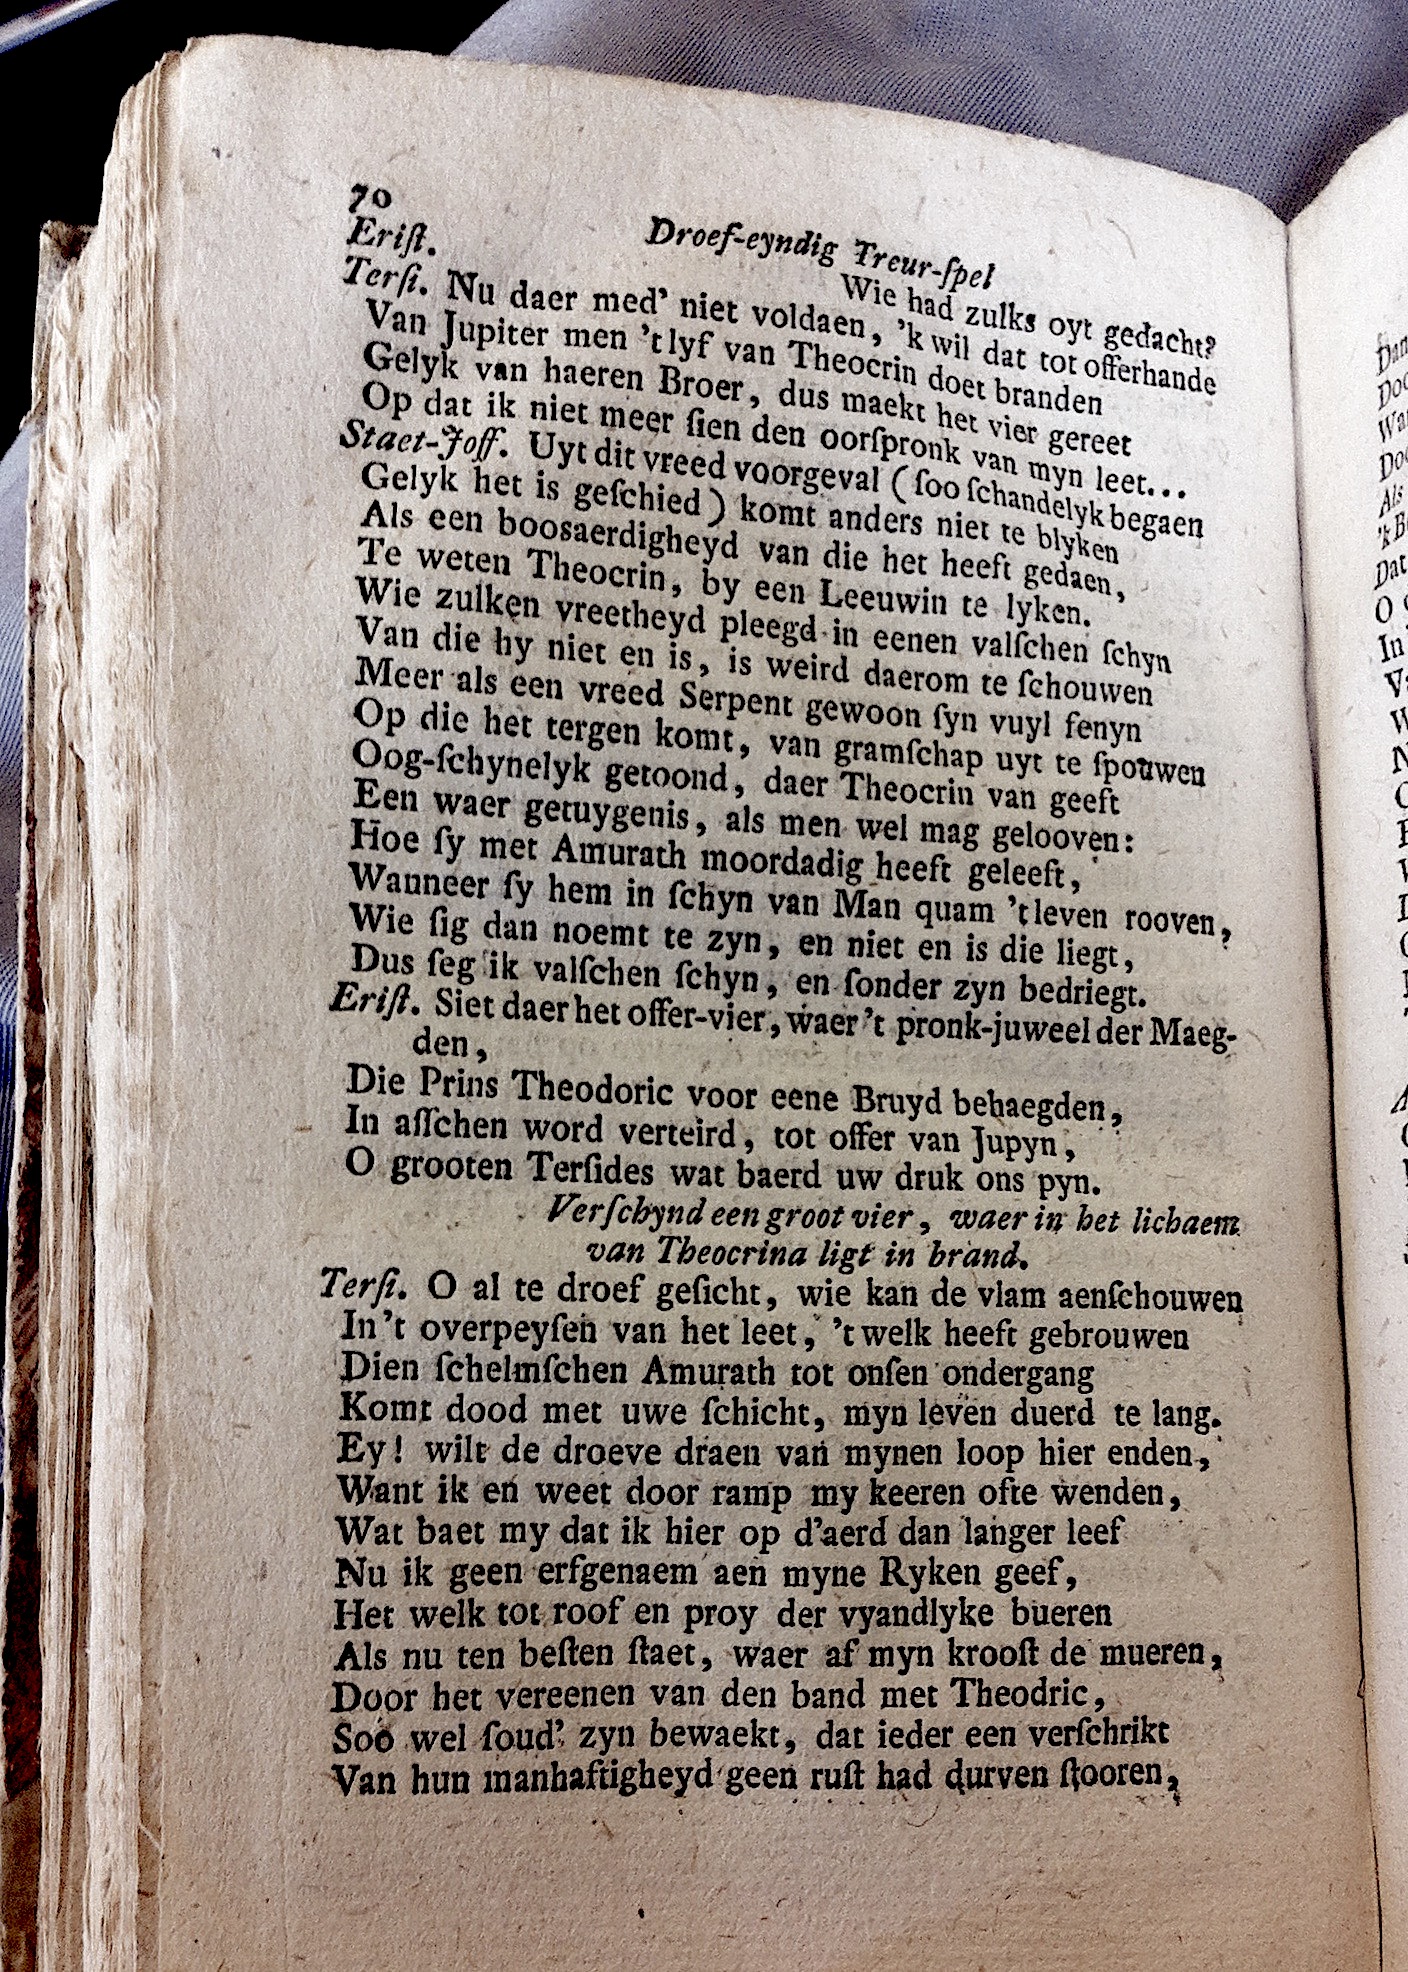 70
Droef-eyndig Treur-ſpel
Eriſt. Wie had zulks oyt gedacht?
Terſi. Nu daer med' niet voldaen, 'k wil dat tot offerhande
Van Jupiter men 't lyf van Theocrin doet branden
Gelyk van haeren Broer, dus maekt het vier gereet
Op dat ik niet meer ſien den oorſpronk van myn leet...
Staet-Joff. Uyt dit vreed voorgeval (ſoo ſchandelyk begaen
Gelyk het is geſchied) komt anders niet te blyken
Als een boosaerdigheyd van die het heeft gedaen,
Te weten Theocrin, by een Leeuwin te lyken.
Wie zulken vreetheyd pleegd in eenen valſchen ſchyn
Van die hy niet en is, is weird daerom te ſchouwen
Meer als een vreed Serpent gewoon ſyn vuyl fenyn
Op die het tergen komt, van gramſchap uyt te ſpouwen
Oog-ſchynelyk getoond, daer Theocrin van geeft
Een waer getuygenis, als men wel mag gelooven:
Hoe ſy met Amurath moordadig heeft geleeft,
Wanneer ſy hem in ſchyn van Man quam 't leven rooven,
Wie ſig dan noemt te zyn, en niet en is die liegt,
Dus ſeg ik valſchen ſchyn, en ſonder zyn bedriegt.
Eriſt. Siet daer het offer-vier, waer 't pronk-juweel der Maeg-
den,
Die Prins Theodoric voor eene Bruyd behaegden,
In aſſchen word verteird, tot offer van Jupyn,
O grooten Terſides wat baerd uw druk ons pyn.
Verſchynd een groot vier, waer in het lichaem
van Theocrina ligt in brand.
Terſi. O al te droef geſicht, wie kan de vlam aenſchouwen
In 't overpeyſen van het leet, 't welk heeft gebrouwen
Dien ſchelmſchen Amurath tot onſen ondergang
Komt dood met uwe ſchicht, myn leven duerd te lang.
Ey! wilt de droeve draen van mynen loop hier enden,
Want ik en weet door ramp my keeren ofte wenden,
Wat baet my dat ik hier op d'aerd dan langer leef
Nu ik geen erfgenaem aen myne Ryken geef,
Het welk tot roof en proy der vyandlyke bueren
Als nu ten beſten ſtaet, waer af myn krooſt de mueren,
Door het vereenen van den band met Theodric,
Soo wel ſoud' zyn bewaekt, dat ieder een verſchrikt
Van hun manhaftigheyd geen ruſt had durven ſtooren,